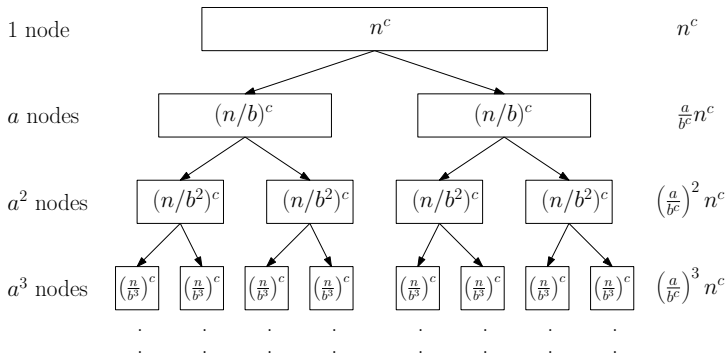 1 node n^c n^c
a nodes (n/b)^c (n/b)^c a/b^c n^c
a^2 nodes (n/b^2)^c (n/b^2)^c (n/b^2)^c (n/b^2)^c (a/b^c)^2 n^c
a^3 nodes (n/b^3)^c (n/b^3)^c (n/b^3)^c (n/b^3)^c (n/b^3)^c (n/b^3)^c (n/b^3)^c (n/b^3)^c (a/b^c)^3 n^c